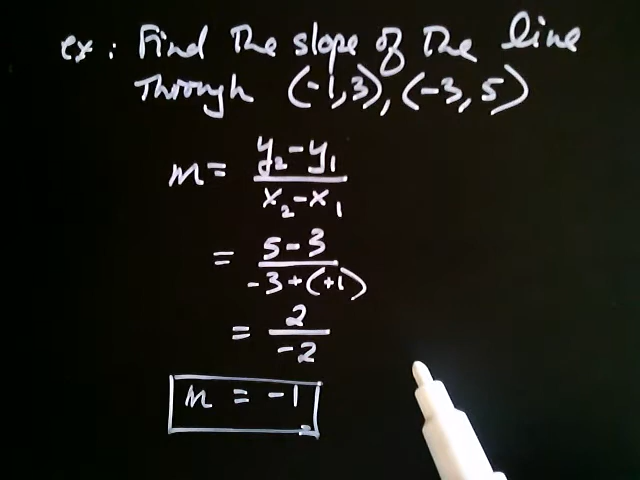 ex: Find The slope of The line
Through (-1,3), (-3, 5)
m = y₂-y₁ / x₂-x₁
= 5-3 / -3+(+1)
= 2 / -2
m = -1